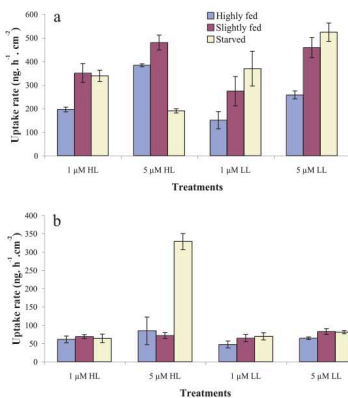 a
Highly fed
Slightly fed
Starved
600
500
400
300
200
100
0
Uptake rate (ng. h⁻¹. cm⁻²)
1 µM HL 5 µM HL 1 µM LL 5 µM LL
Treatments
b
400
350
300
250
200
150
100
50
0
Uptake rate (ng. h⁻¹ .cm⁻²)
1 µM HL 5 µM HL 1 µM LL 5 µM LL
Treatments